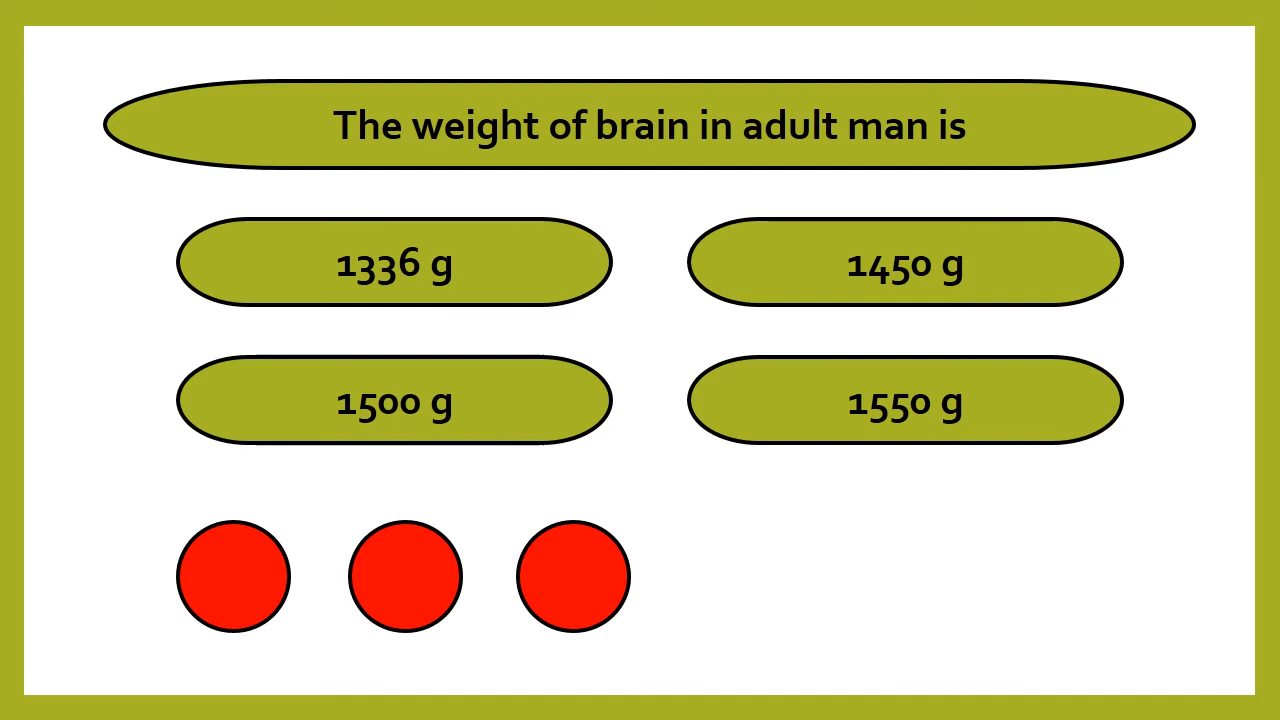 The weight of brain in adult man is
1336 g
1450 g
1500 g
1550 g